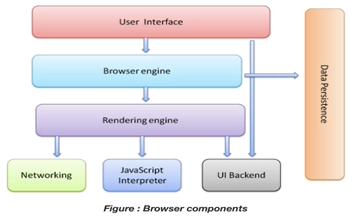 User Interface
Browser engine
Data Persistence
Rendering engine
Networking
JavaScript
Interpreter
UI Backend
Figure : Browser components